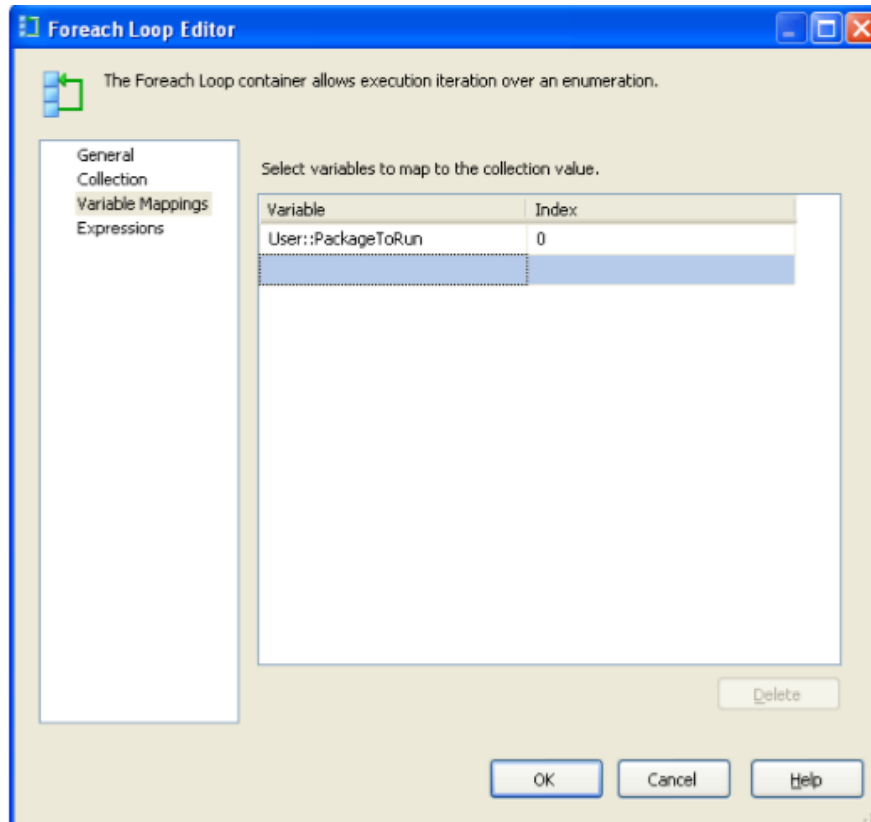 Foreach Loop Editor
The Foreach Loop container allows execution iteration over an enumeration.
General
Collection
Variable Mappings
Expressions
Select variables to map to the collection value.
Variable Index
User::PackageToRun 0
Delete
OK Cancel Help